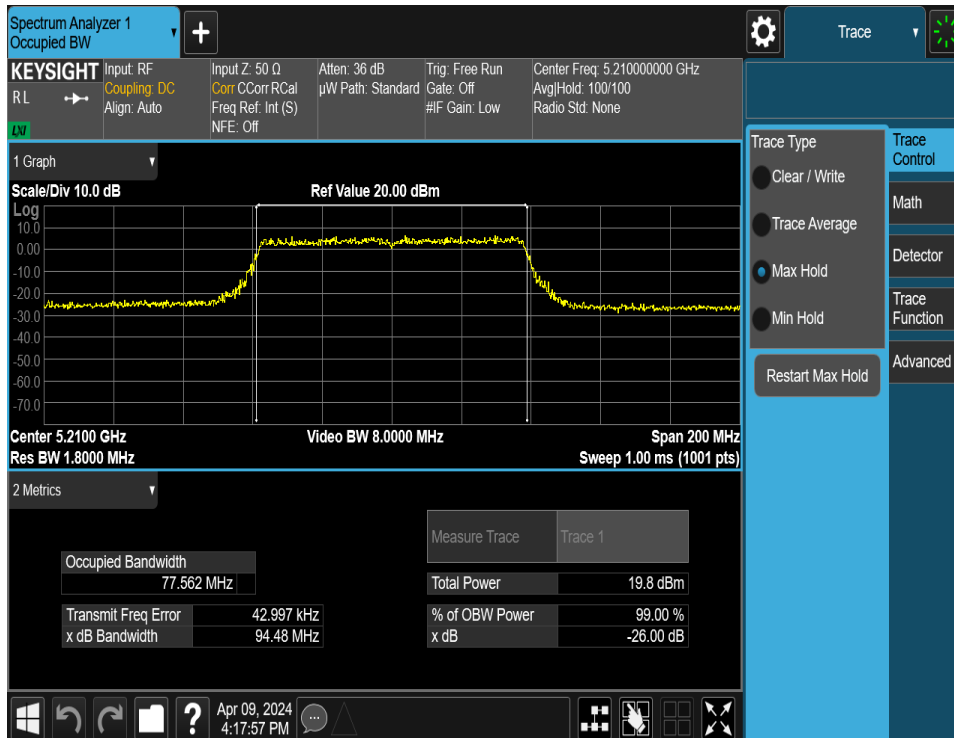 Spectrum Analyzer 1
Occupied BW
+
Trace
KEYSIGHT
R L
LXI
Input: RF
Coupling: DC
Align: Auto
Input Z: 50 Ω
Corr CCorr RCal
Freq Ref: Int (S)
NFE: Off
Atten: 36 dB
µW Path: Standard
Trig: Free Run
Gate: Off
#IF Gain: Low
Center Freq: 5.210000000 GHz
Avg|Hold: 100/100
Radio Std: None
1 Graph
Scale/Div 10.0 dB
Ref Value 20.00 dBm
Log
10.0
0.00
-10.0
-20.0
-30.0
-40.0
-50.0
-60.0
-70.0
Center 5.2100 GHz
Video BW 8.0000 MHz
Span 200 MHz
Res BW 1.8000 MHz
Sweep 1.00 ms (1001 pts)
2 Metrics
Measure Trace Trace 1
Occupied Bandwidth
77.562 MHz
Total Power 19.8 dBm
Transmit Freq Error 42.997 kHz
% of OBW Power 99.00 %
x dB Bandwidth 94.48 MHz
x dB -26.00 dB
Trace Type
Clear / Write
Trace Average
Max Hold
Min Hold
Restart Max Hold
Trace
Control
Math
Detector
Trace
Function
Advanced
?
Apr 09, 2024
4:17:57 PM